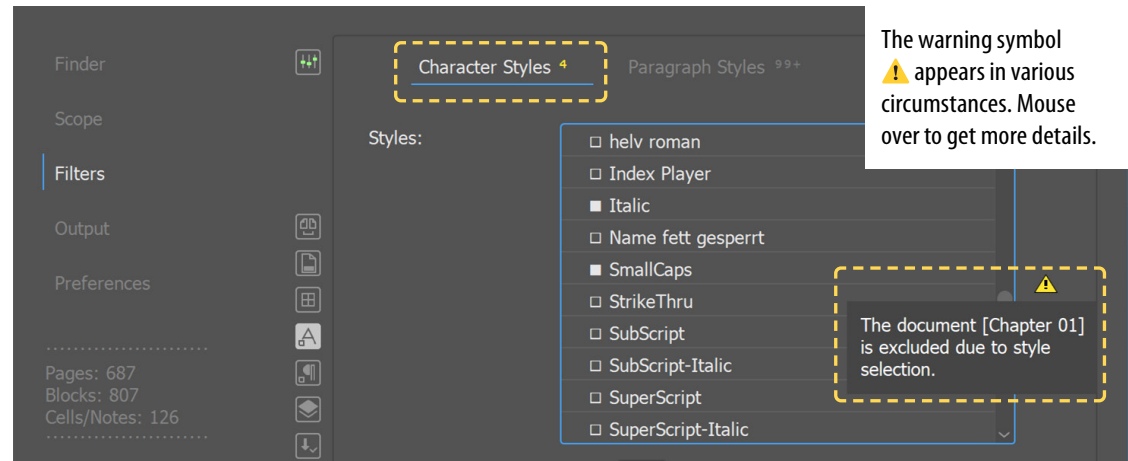 Finder
Scope
Filters
Output
Preferences
Pages: 687
Blocks: 807
Cells/Notes: 126
Character Styles 4
Paragraph Styles 99+
Styles:
helv roman
Index Player
Italic
Name fett gesperrt
SmallCaps
StrikeThru
SubScript
SubScript-Italic
SuperScript
SuperScript-Italic
The document [Chapter 01]
is excluded due to style
selection.
The warning symbol
⚠ appears in various
circumstances. Mouse
over to get more details.